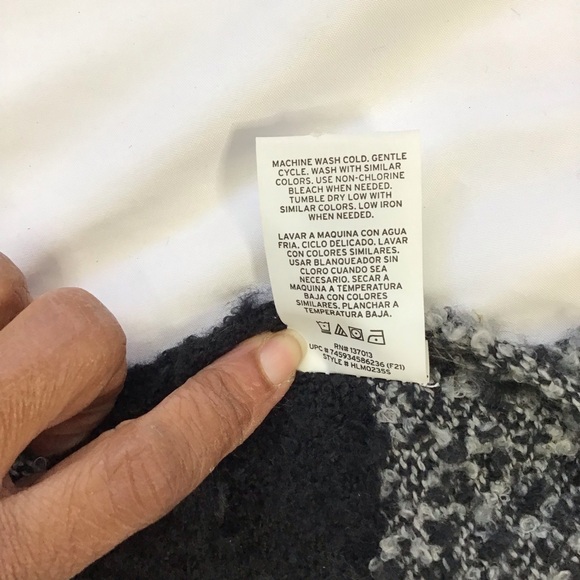 MACHINE WASH COLD, GENTLE
CYCLE. WASH WITH SIMILAR
COLORS. USE NON-CHLORINE
BLEACH WHEN NEEDED.
TUMBLE DRY LOW WITH
SIMILAR COLORS. LOW IRON
WHEN NEEDED.
LAVAR A MAQUINA CON AGUA
FRIA, CICLO DELICADO. LAVAR
CON COLORES SIMILARES.
USAR BLANQUEADOR SIN
CLORO CUANDO SEA
NECESARIO. SECAR A
MAQUINA A TEMPERATURA
BAJA CON COLORES
SIMILARES. PLANCHAR A
TEMPERATURA BAJA.
RN# 137013
UPC # 745934586236 (F21)
STYLE # HLM0235S